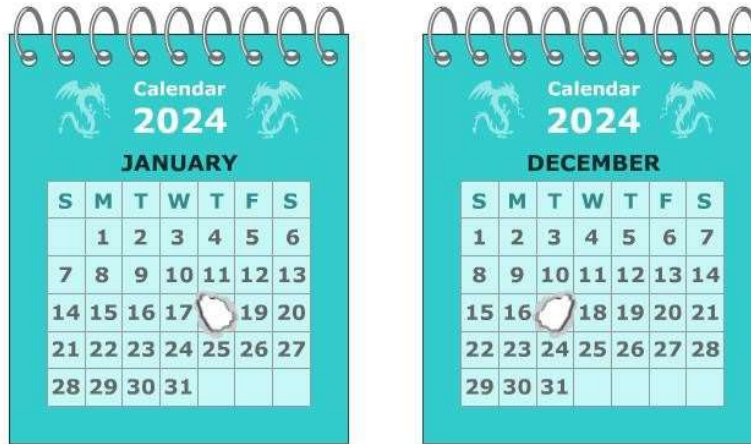 Calendar
2024
JANUARY
S M T W T F S
1 2 3 4 5 6
7 8 9 10 11 12 13
14 15 16 17 19 20
21 22 23 24 25 26 27
28 29 30 31
Calendar
2024
DECEMBER
S M T W T F S
1 2 3 4 5 6 7
8 9 10 11 12 13 14
15 16 18 19 20 21
22 23 24 25 26 27 28
29 30 31